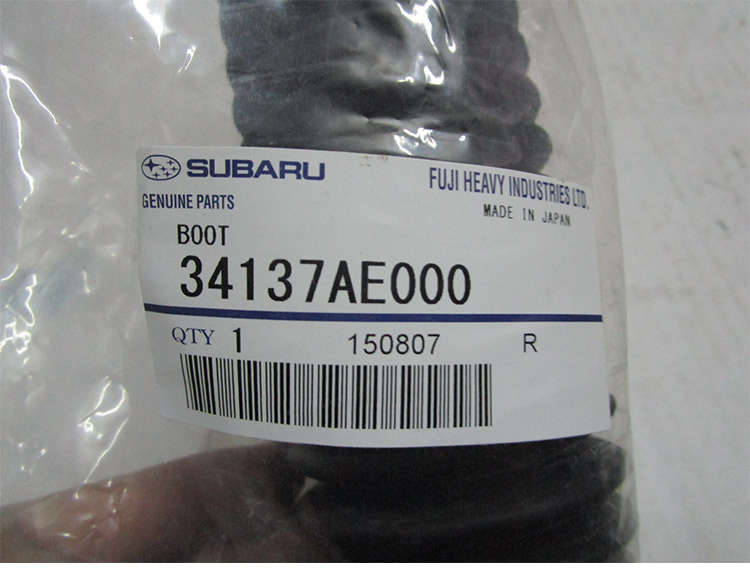 SUBARU
FUJI HEAVY INDUSTRIES LTD.
GENUINE PARTS
MADE IN JAPAN
BOOT
34137AE000
QTY 1 150807 R